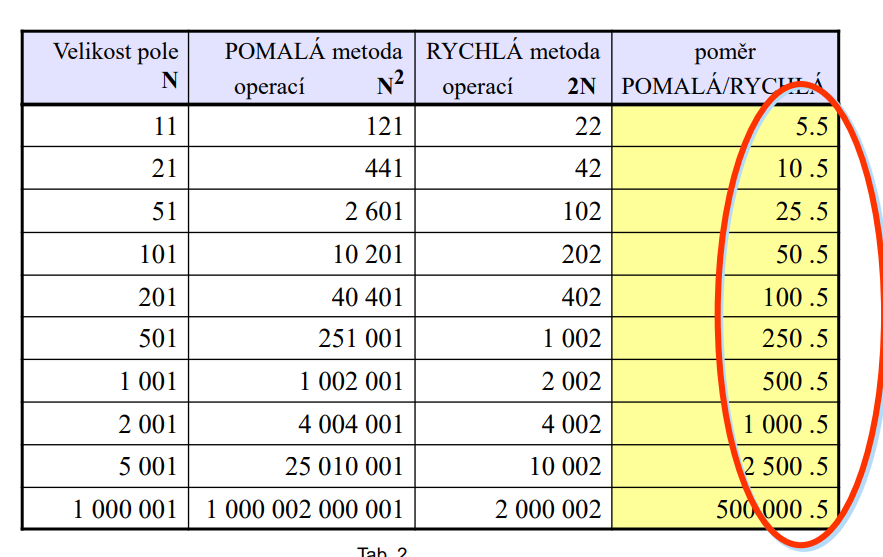 Velikost pole N POMALÁ metoda operací N² RYCHLÁ metoda operací 2N poměr POMALÁ/RYCHLÁ
11 121 22 5.5
21 441 42 10 .5
51 2 601 102 25 .5
101 10 201 202 50 .5
201 40 401 402 100 .5
501 251 001 1 002 250 .5
1 001 1 002 001 2 002 500 .5
2 001 4 004 001 4 002 1 000 .5
5 001 25 010 001 10 002 2 500 .5
1 000 001 1 000 002 000 001 2 000 002 500 000 .5
Tab. 2